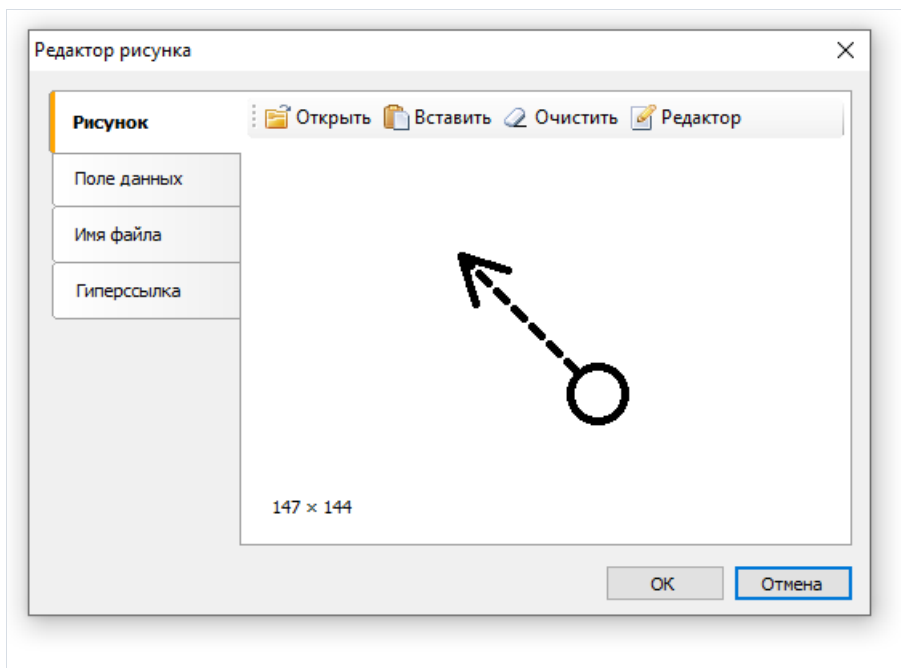 Редактор рисунка
Рисунок
Открыть Вставить Очистить Редактор
Поле данных
Имя файла
Гиперссылка
147 × 144
OK Отмена